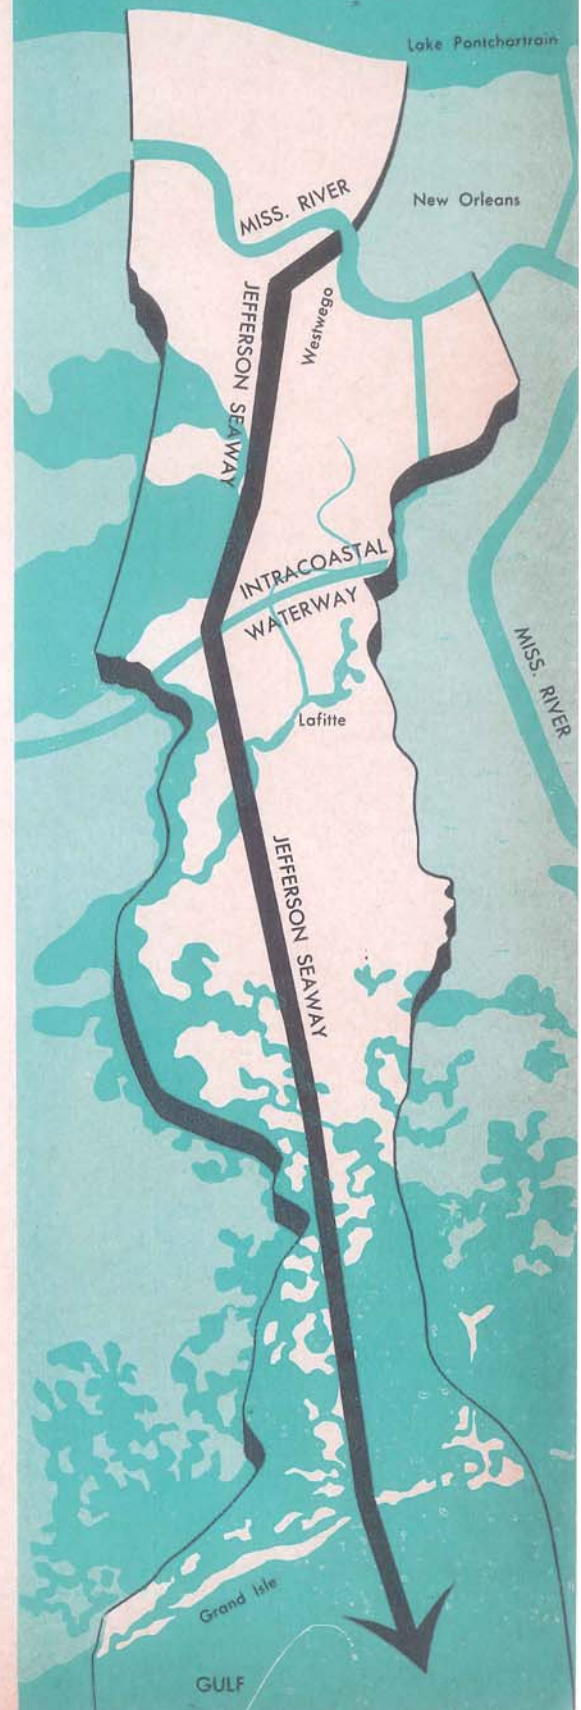 Lake Pontchartrain
New Orleans
MISS. RIVER
Westwego
JEFFERSON SEAWAY
INTRACOASTAL
WATERWAY
MISS. RIVER
Lafitte
JEFFERSON SEAWAY
Grand Isle
GULF